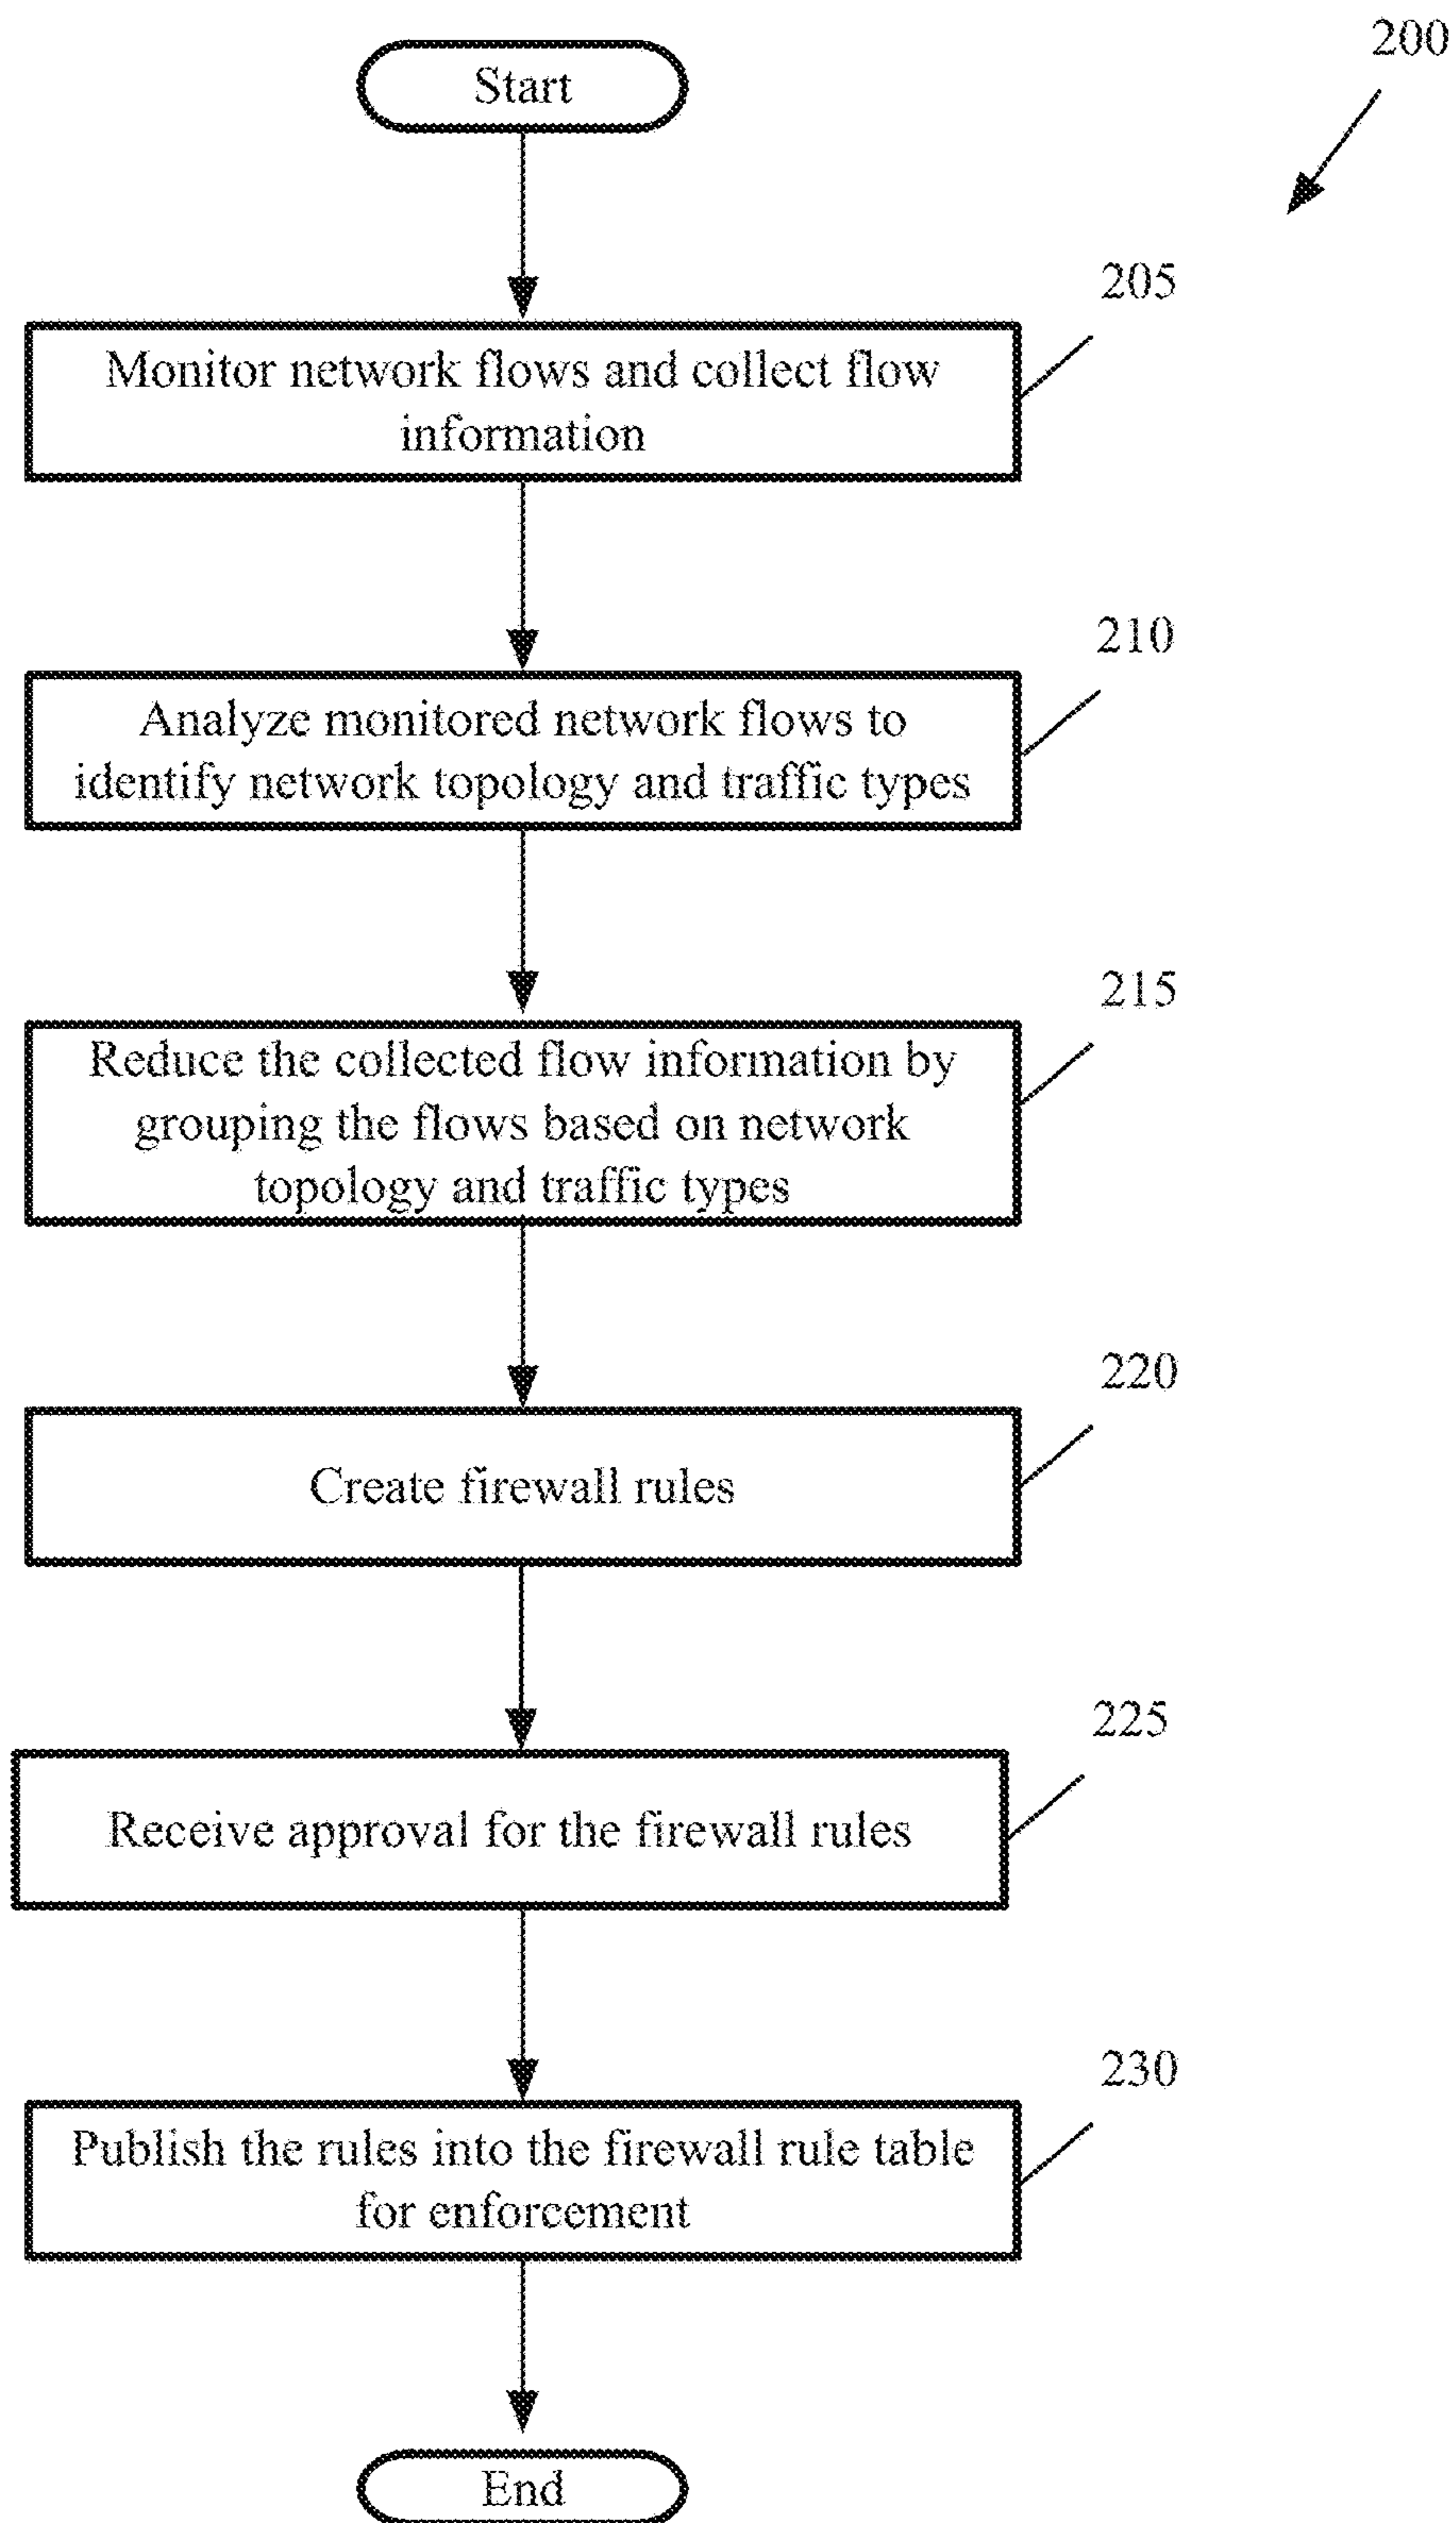 200
Start
205
Monitor network flows and collect flow
information
210
Analyze monitored network flows to
identify network topology and traffic types
215
Reduce the collected flow information by
grouping the flows based on network
topology and traffic types
220
Create firewall rules
225
Receive approval for the firewall rules
230
Publish the rules into the firewall rule table
for enforcement
End